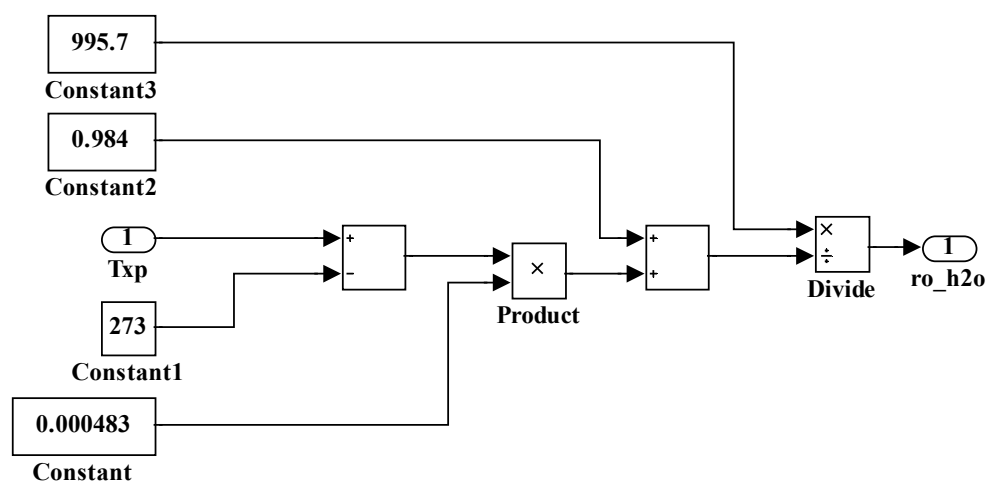 995.7
Constant3
0.984
Constant2
1
Txp
+
−
273
Constant1
0.000483
Constant
×
Product
+
+
×
÷
Divide
1
ro_h2o